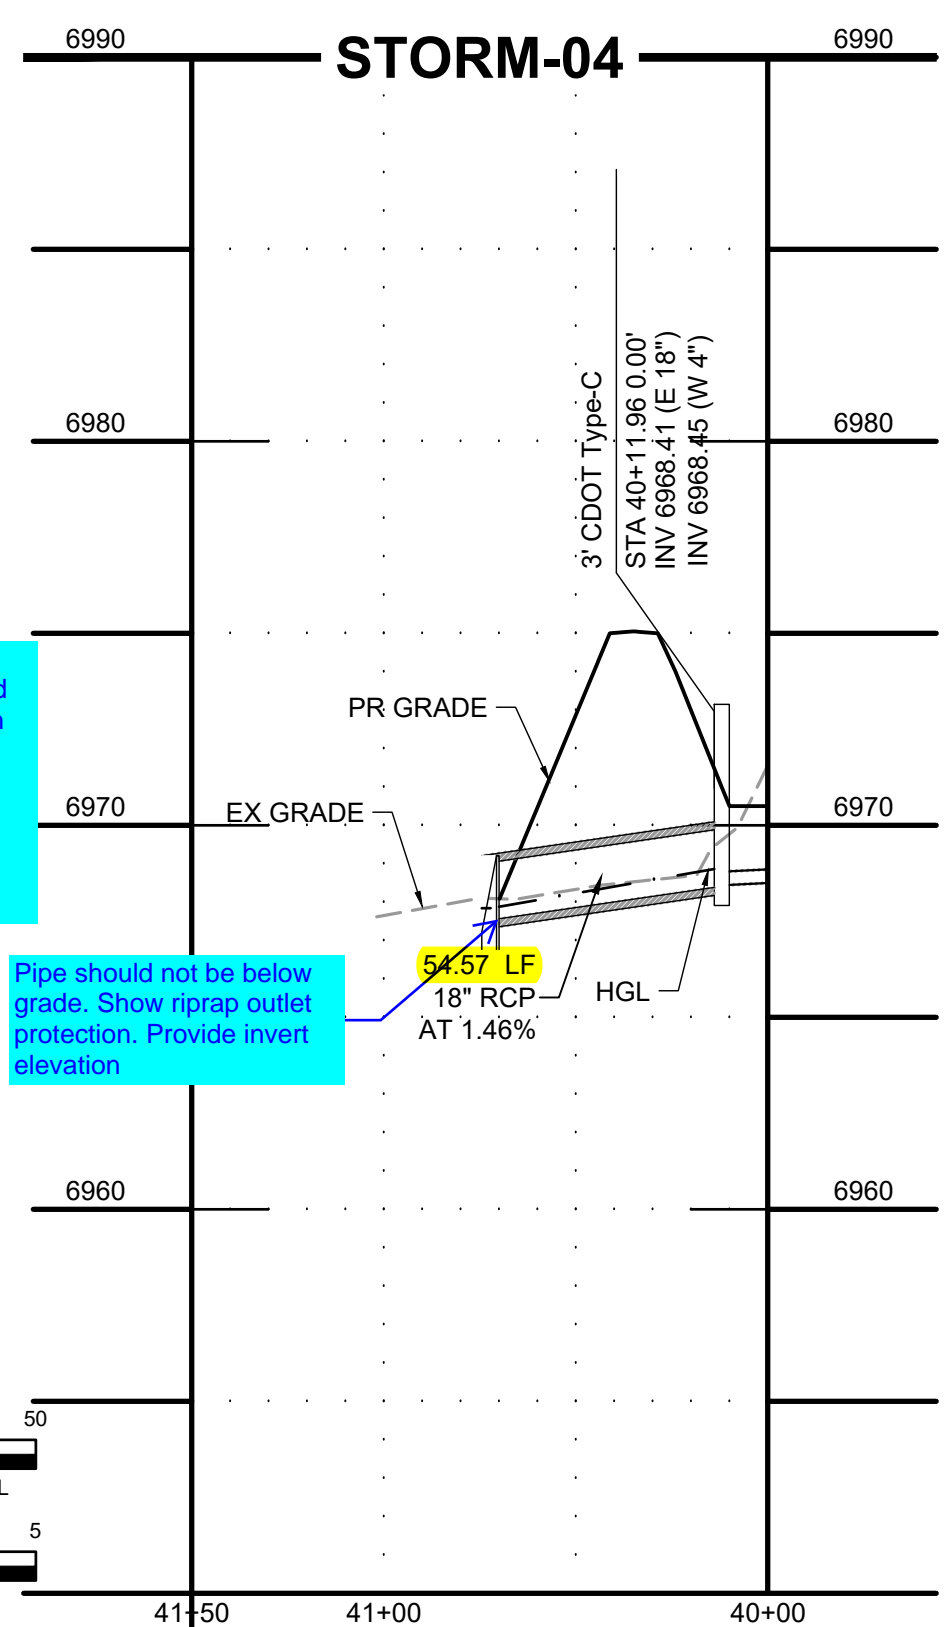 6990
STORM-04
6990
3' CDOT Type-C
STA 40+11.96 0.00'
INV 6968.41 (E 18")
INV 6968.45 (W 4")
6980
6980
PR GRADE
EX GRADE
6970
6970
54.57 LF
18" RCP
AT 1.46%
HGL
Pipe should not be below
grade. Show riprap outlet
protection. Provide invert
elevation
6960
6960
50
5
41+50
41+00
40+00